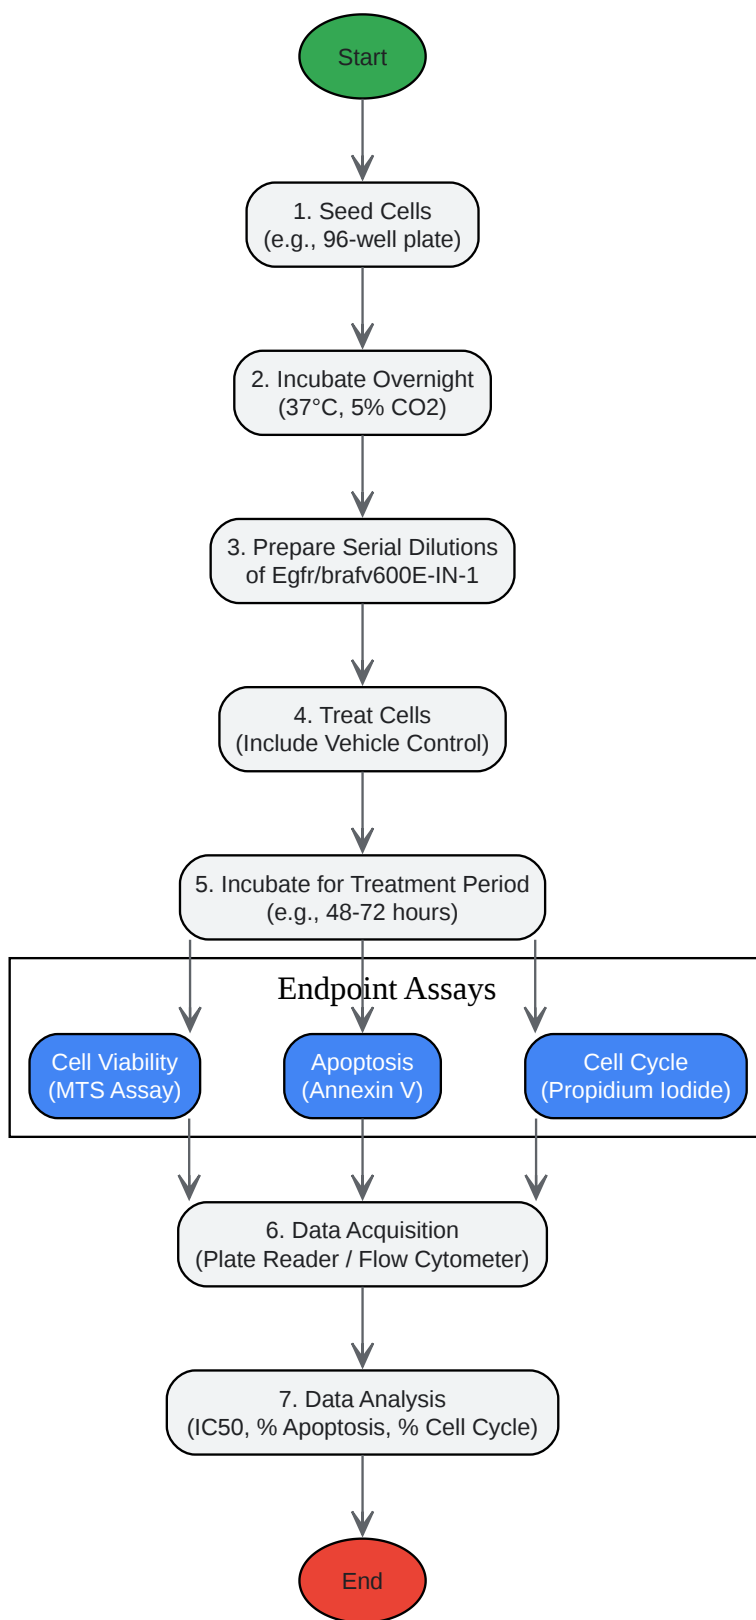 Start
1. Seed Cells
(e.g., 96-well plate)
2. Incubate Overnight
(37°C, 5% CO2)
3. Prepare Serial Dilutions
of Egfr/brafv600E-IN-1
4. Treat Cells
(Include Vehicle Control)
5. Incubate for Treatment Period
(e.g., 48-72 hours)
Endpoint Assays
Cell Viability
(MTS Assay)
Apoptosis
(Annexin V)
Cell Cycle
(Propidium Iodide)
6. Data Acquisition
(Plate Reader / Flow Cytometer)
7. Data Analysis
(IC50, % Apoptosis, % Cell Cycle)
End